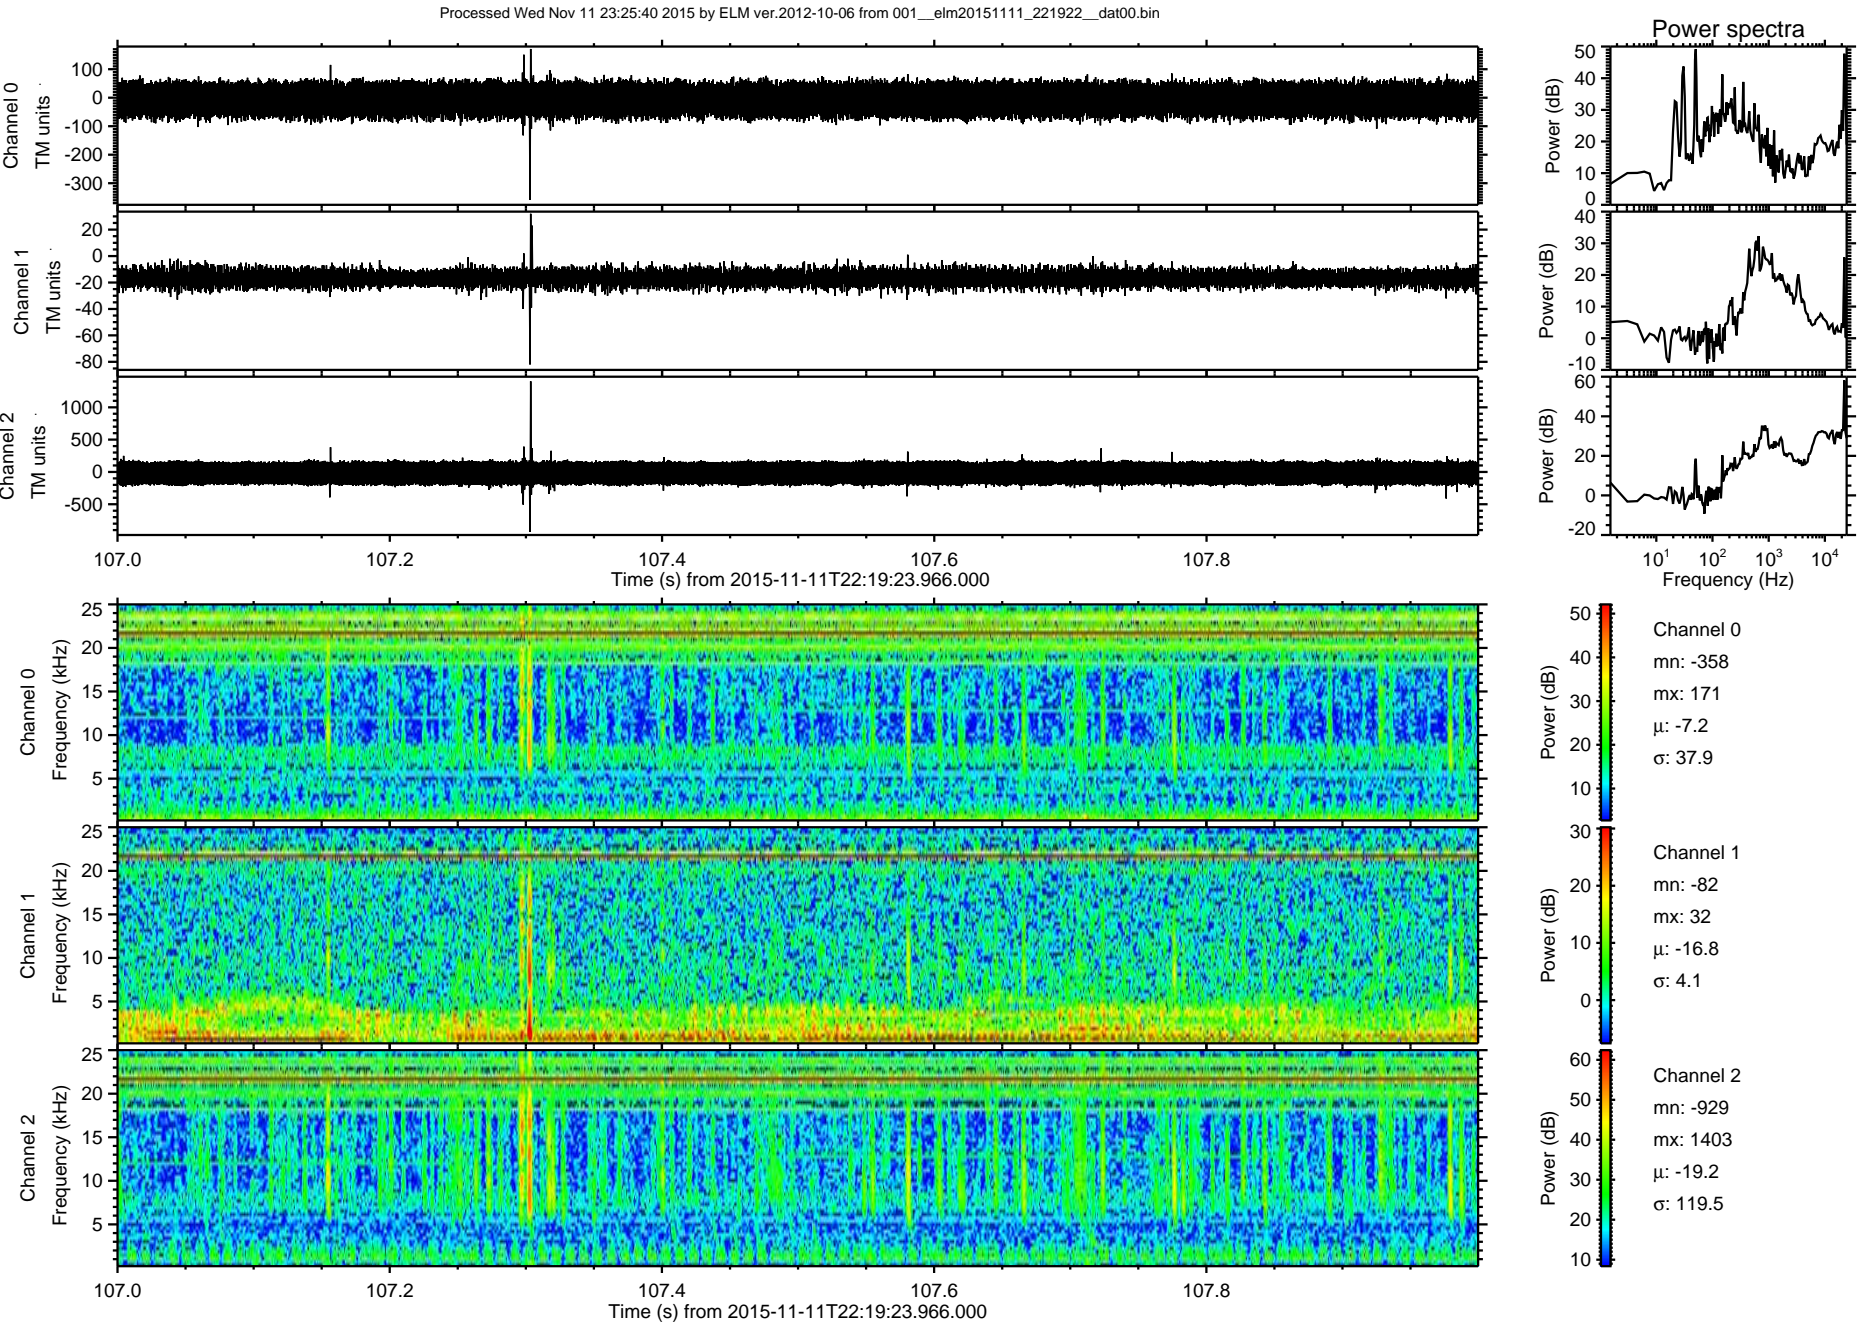 Processed Wed Nov 11 23:25:40 2015 by ELM ver.2012-10-06 from 001__elm20151111_221922__dat00.bin
Power spectra
Channel 0
TM units
100
0
-100
-200
-300
Power (dB)
50
40
30
20
10
0
Channel 1
TM units
20
0
-20
-40
-60
-80
Power (dB)
40
30
20
10
0
-10
Channel 2
TM units
1000
500
0
-500
Power (dB)
60
40
20
0
-20
107.0 107.2 107.4 107.6 107.8
Time (s) from 2015-11-11T22:19:23.966.000
10^1 10^2 10^3 10^4
Frequency (Hz)
Channel 0
Frequency (kHz)
25
20
15
10
5
Power (dB)
50
40
30
20
10
Channel 0
mn: -358
mx: 171
μ: -7.2
σ: 37.9
Channel 1
Frequency (kHz)
25
20
15
10
5
Power (dB)
30
20
10
0
Channel 1
mn: -82
mx: 32
μ: -16.8
σ: 4.1
Channel 2
Frequency (kHz)
25
20
15
10
5
Power (dB)
60
50
40
30
20
10
Channel 2
mn: -929
mx: 1403
μ: -19.2
σ: 119.5
107.0 107.2 107.4 107.6 107.8
Time (s) from 2015-11-11T22:19:23.966.000